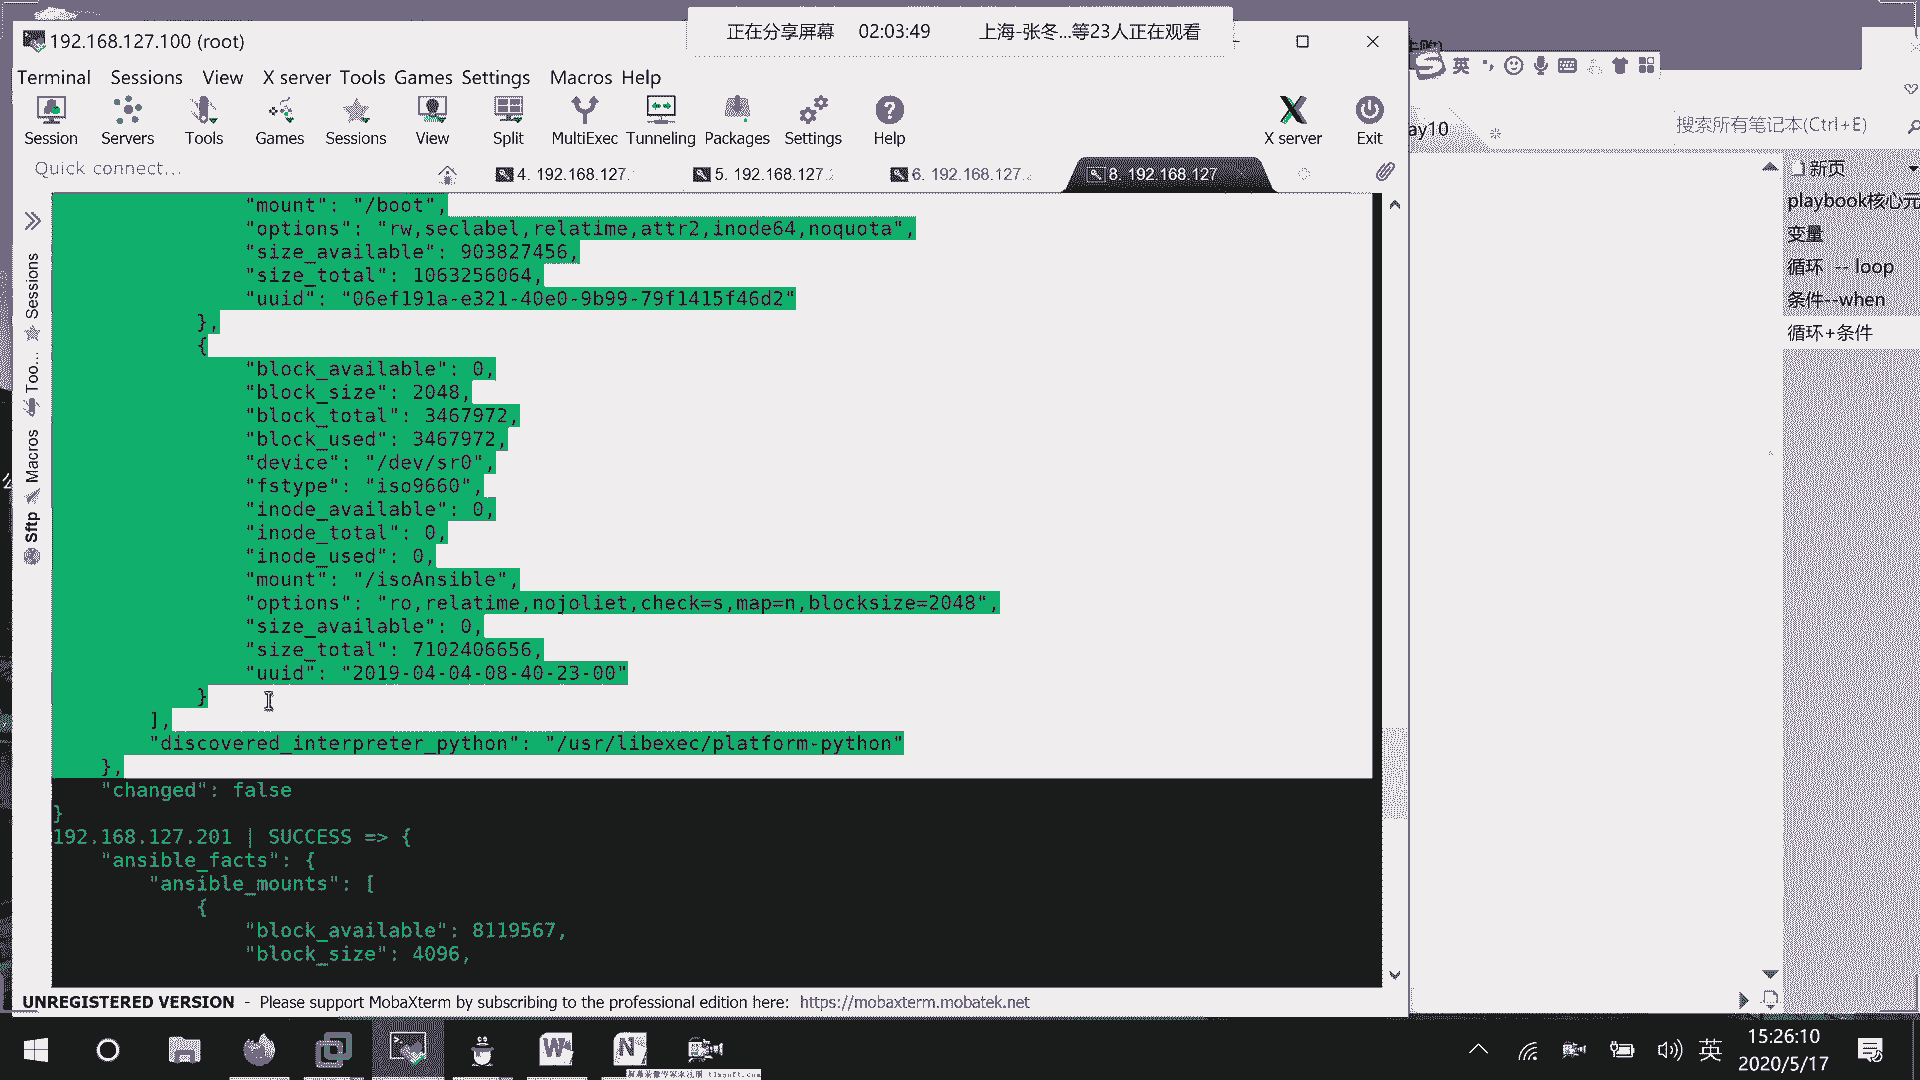 正在分享屏幕 02:03:49 上海-张冬...等23人正在观看
192.168.127.100 (root)
Terminal Sessions View X server Tools Games Settings Macros Help
Session Servers Tools Games Sessions View Split MultiExec Tunneling Packages Settings Help X server Exit
Quick connect...
4. 192.168.127. 5. 192.168.127. 6. 192.168.127. 8. 192.168.127
"mount": "/boot",
"options": "rw,seclabel,relatime,attr2,inode64,noquota",
"size_available": 903827456,
"size_total": 1063256064,
"uuid": "06ef191a-e321-40e0-9b99-79f1415f46d2"
},
{
"block_available": 0,
"block_size": 2048,
"block_total": 3467972,
"block_used": 3467972,
"device": "/dev/sr0",
"fstype": "iso9660",
"inode_available": 0,
"inode_total": 0,
"inode_used": 0,
"mount": "/isoAnsible",
"options": "ro,relatime,nojoliet,check=s,map=n,blocksize=2048",
"size_available": 0,
"size_total": 7102406656,
"uuid": "2019-04-04-08-40-23-00"
}
],
"discovered_interpreter_python": "/usr/libexec/platform-python"
},
"changed": false
}
192.168.127.201 | SUCCESS => {
"ansible_facts": {
"ansible_mounts": [
{
"block_available": 8119567,
"block_size": 4096,
Sessions
Too...
Macros
Sftp
UNREGISTERED VERSION - Please support MobaXterm by subscribing to the professional edition here: https://mobaxterm.mobatek.net
英
ay10
搜索所有笔记本(Ctrl+E)
新页
playbook核心元
变量
循环 -- loop
条件--when
循环+条件
英
15:26:10
2020/5/17